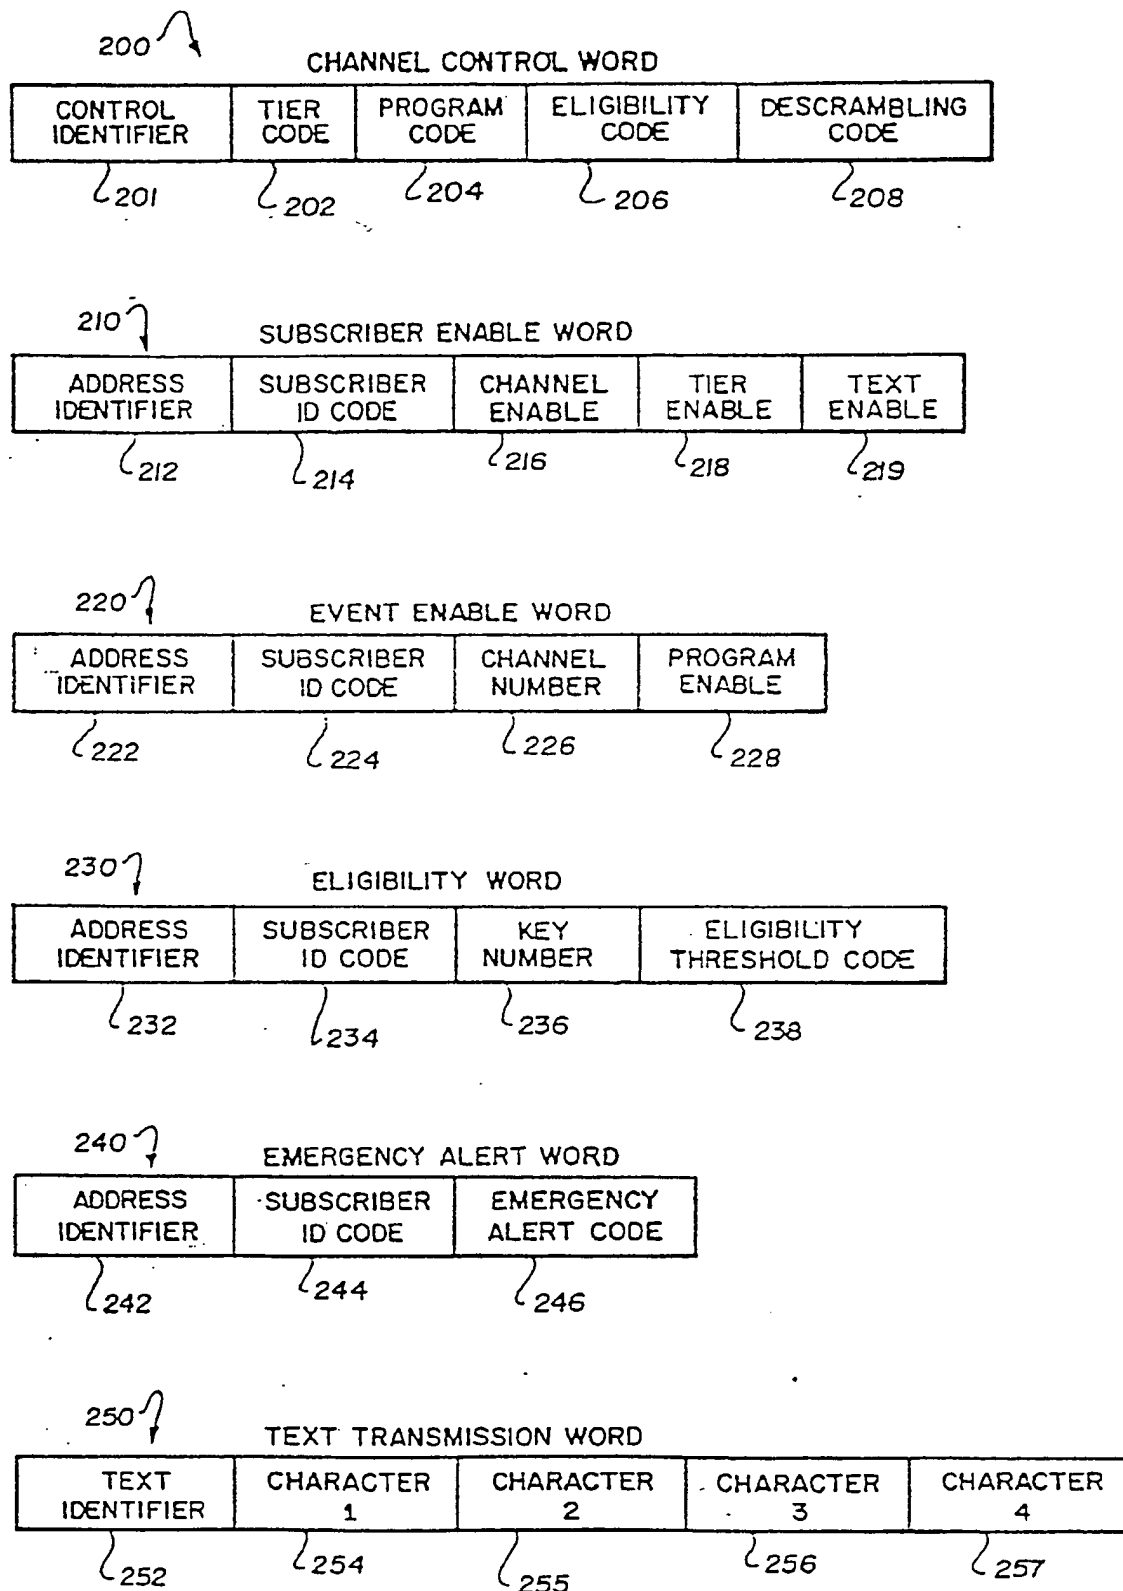 200
CHANNEL CONTROL WORD
CONTROL IDENTIFIER
TIER CODE
PROGRAM CODE
ELIGIBILITY CODE
DESCRAMBLING CODE
201
202
204
206
208
210
SUBSCRIBER ENABLE WORD
ADDRESS IDENTIFIER
SUBSCRIBER ID CODE
CHANNEL ENABLE
TIER ENABLE
TEXT ENABLE
212
214
216
218
219
220
EVENT ENABLE WORD
ADDRESS IDENTIFIER
SUBSCRIBER ID CODE
CHANNEL NUMBER
PROGRAM ENABLE
222
224
226
228
230
ELIGIBILITY WORD
ADDRESS IDENTIFIER
SUBSCRIBER ID CODE
KEY NUMBER
ELIGIBILITY THRESHOLD CODE
232
234
236
238
240
EMERGENCY ALERT WORD
ADDRESS IDENTIFIER
SUBSCRIBER ID CODE
EMERGENCY ALERT CODE
242
244
246
250
TEXT TRANSMISSION WORD
TEXT IDENTIFIER
CHARACTER 1
CHARACTER 2
CHARACTER 3
CHARACTER 4
252
254
255
256
257